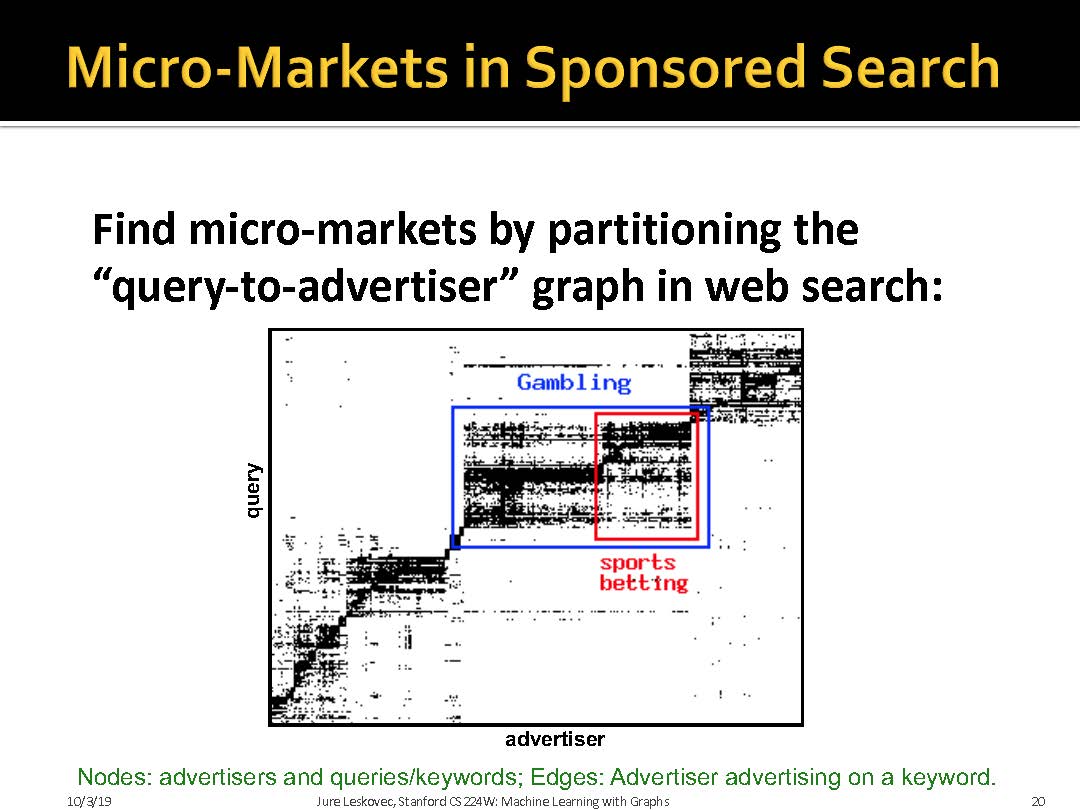 Micro-Markets in Sponsored Search
Find micro-markets by partitioning the
“query-to-advertiser” graph in web search:
Gambling
query
sports
betting
advertiser
Nodes: advertisers and queries/keywords; Edges: Advertiser advertising on a keyword.
10/3/19 Jure Leskovec, Stanford CS224W: Machine Learning with Graphs 20